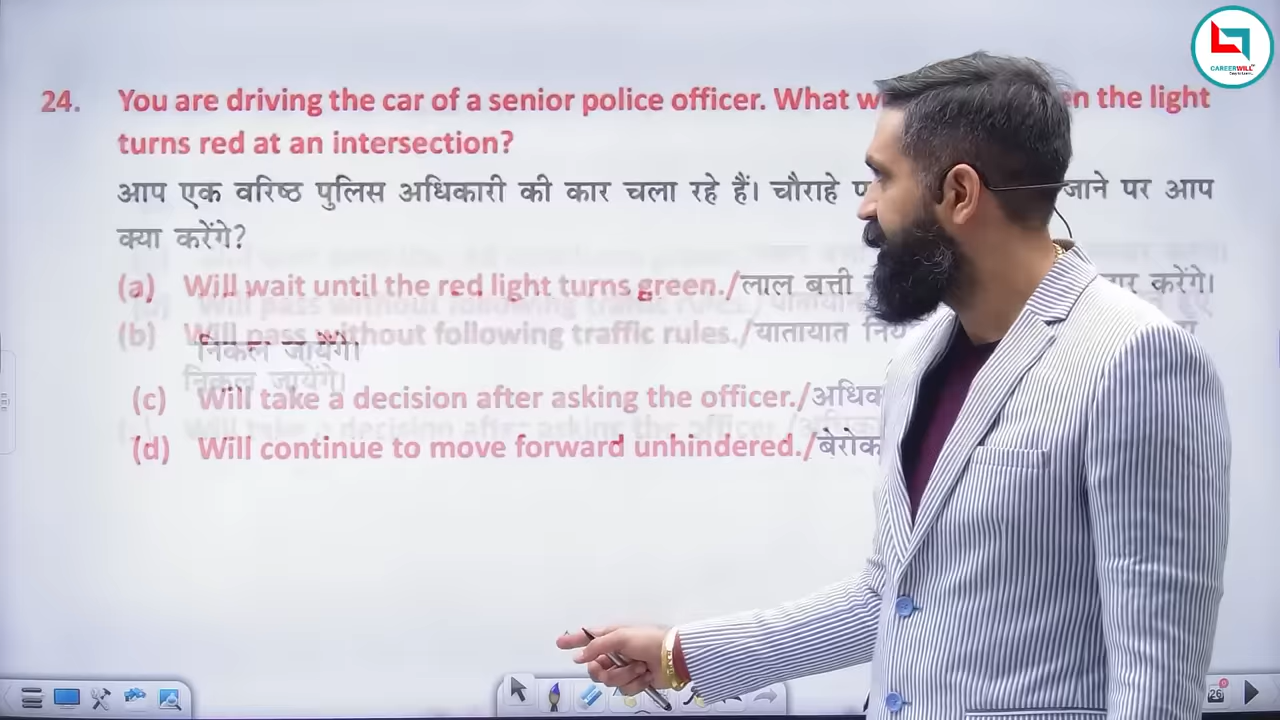 CAREERWILL
24. You are driving the car of a senior police officer. What en the light
turns red at an intersection?
आप एक वरिष्ठ पुलिस अधिकारी की कार चला रहे हैं। चौराहे जाने पर आप
क्या करेंगे?
(a) Will wait until the red light turns green./लाल बत्ती करेंगे।
(b) Will pass without following traffic rules./यातायात
निकल जायेंगे।
(c) Will take a decision after asking the officer./
(d) Will continue to move forward unhindered./
26